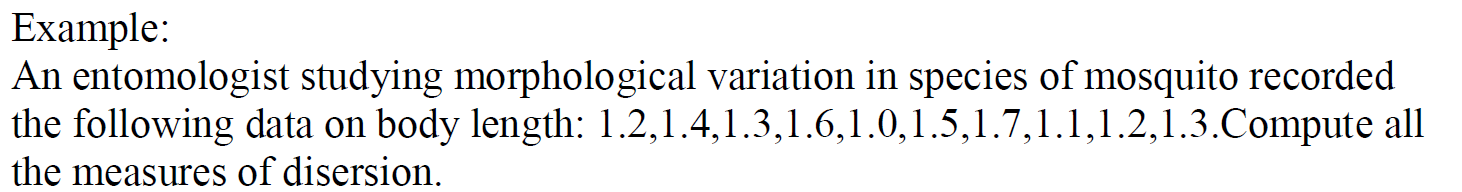 Example:
An entomologist studying morphological variation in species of mosquito recorded
the following data on body length: 1.2,1.4,1.3,1.6,1.0,1.5,1.7,1.1,1.2,1.3.Compute all
the measures of disersion.